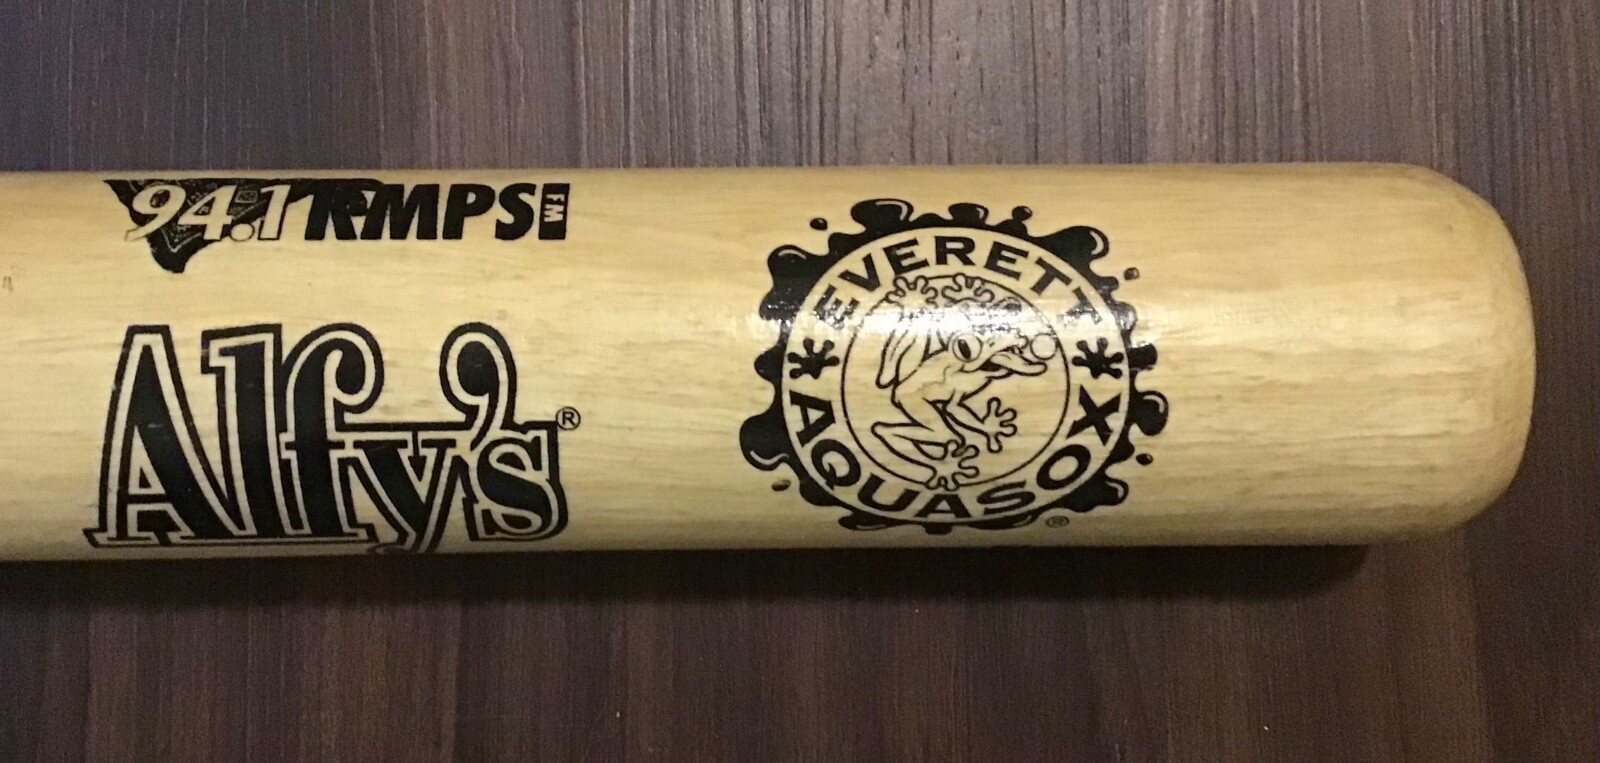 94.1 KMPS FM
Alfy's®
EVERETT
AQUASOX
®